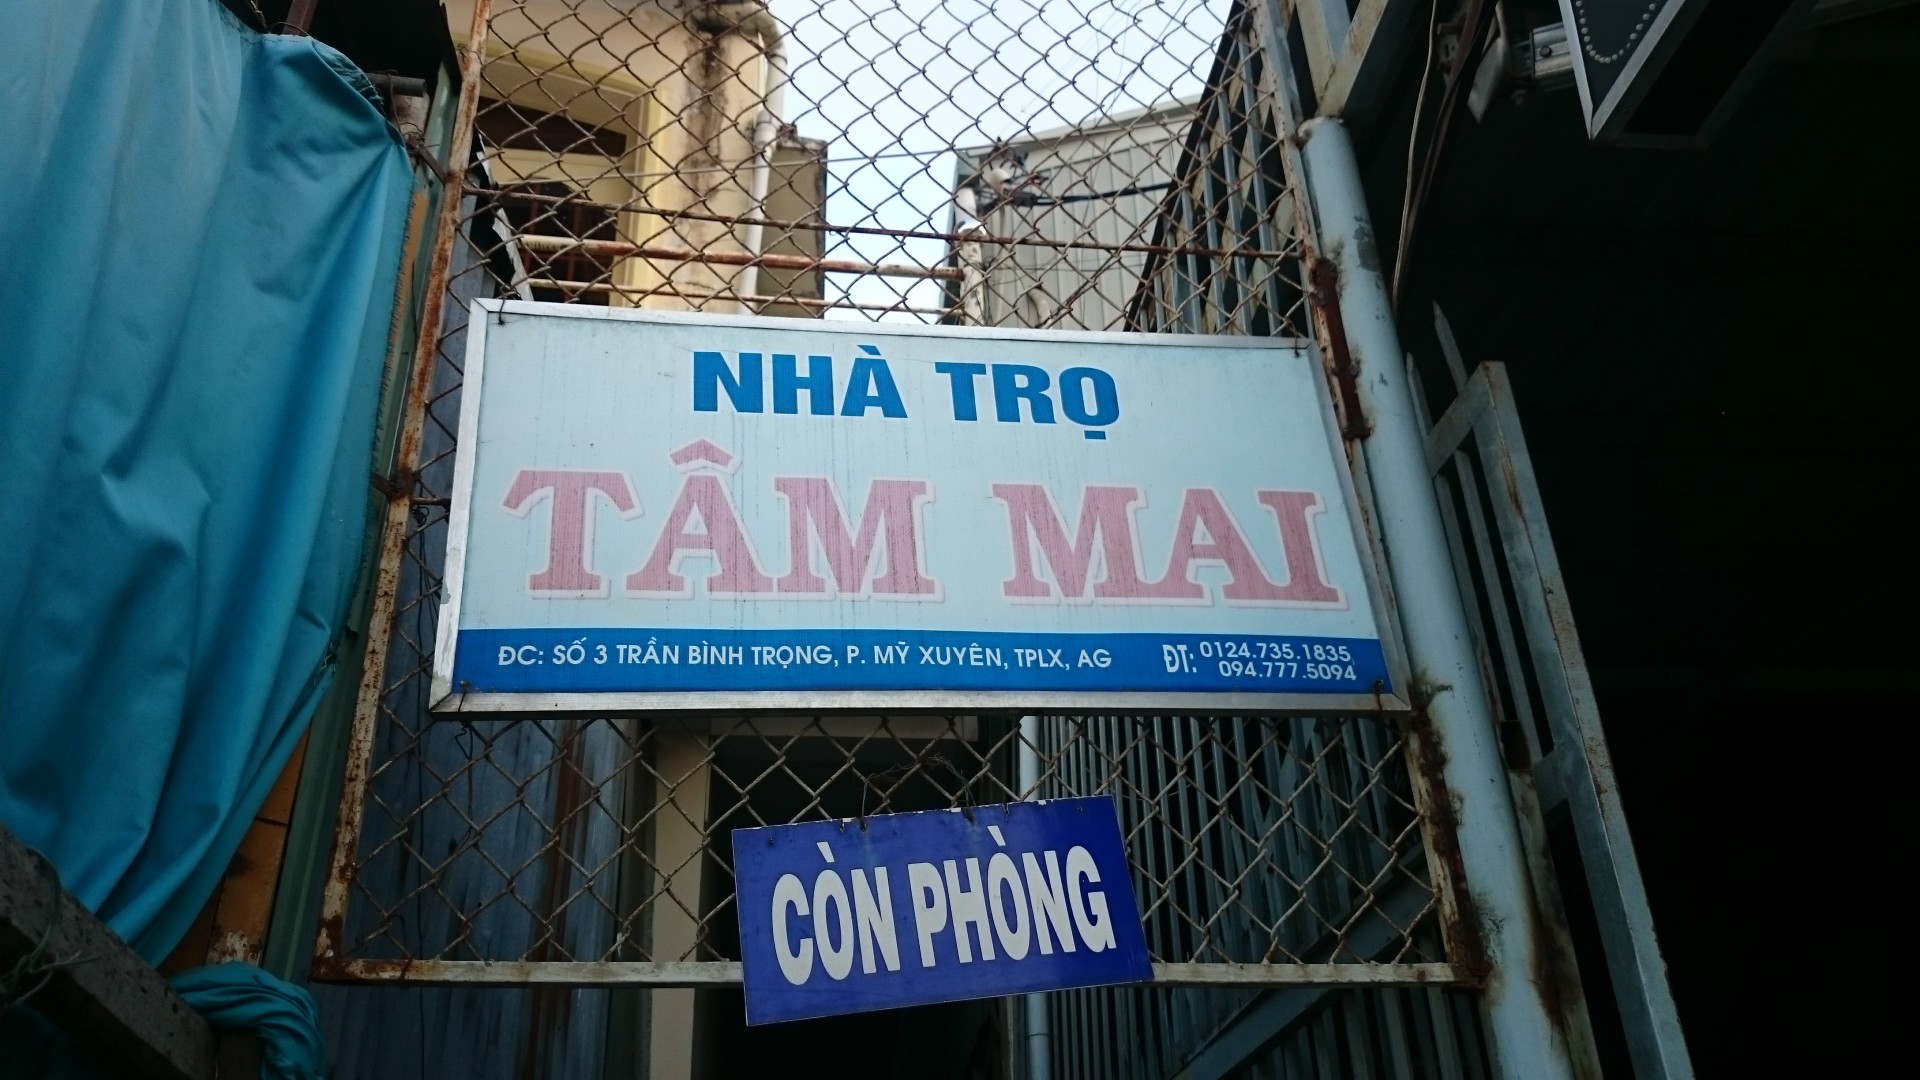 NHÀ TRỌ
TÂM MAI
ĐC: SỐ 3 TRẦN BÌNH TRỌNG, P. MỸ XUYÊN, TPLX, AG
ĐT: 0124.735.1835
094.777.5094
CÒN PHÒNG